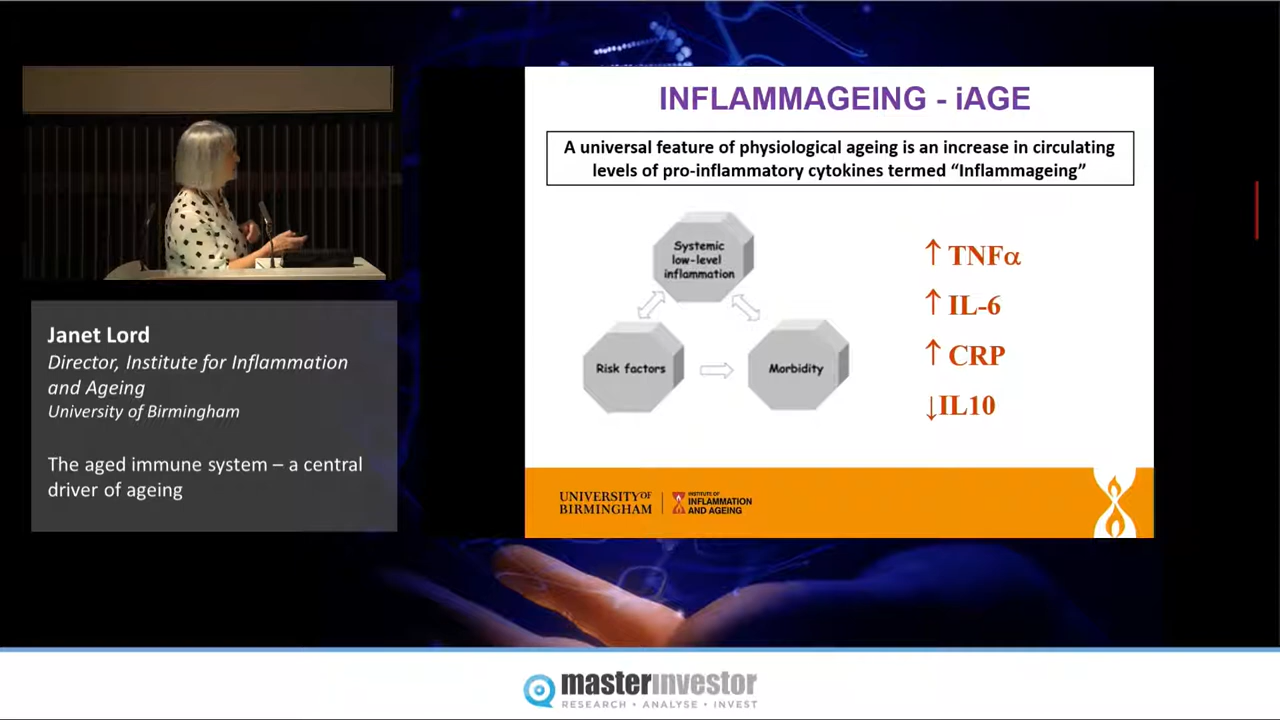 Janet Lord
Director, Institute for Inflammation
and Ageing
University of Birmingham
The aged immune system – a central
driver of ageing
INFLAMMAGEING - iAGE
A universal feature of physiological ageing is an increase in circulating
levels of pro-inflammatory cytokines termed “Inflammageing”
Systemic
low-level
inflammation
Risk factors
Morbidity
↑ TNFα
↑ IL-6
↑ CRP
↓IL10
UNIVERSITY OF
BIRMINGHAM
INSTITUTE OF
INFLAMMATION
AND AGEING
masterinvestor
RESEARCH • ANALYSE • INVEST